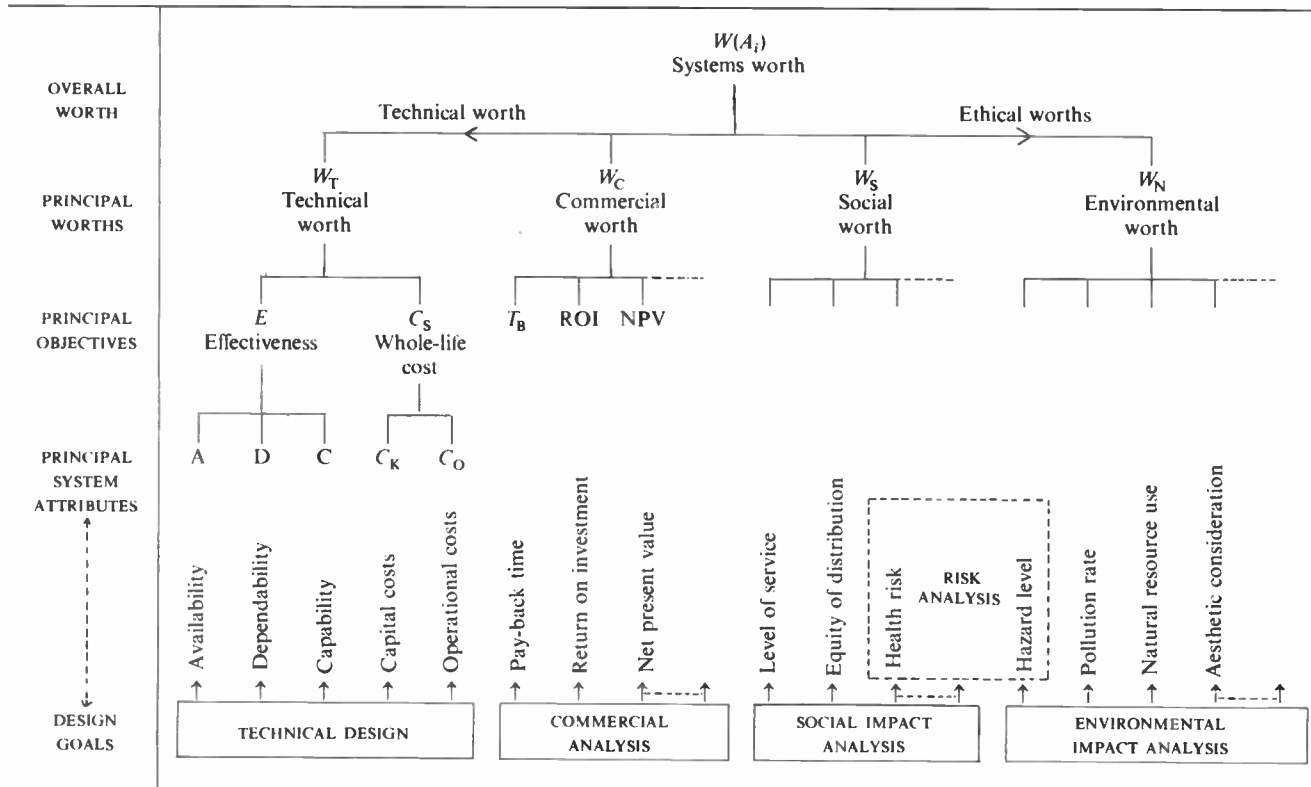 W(Aᵢ)
Systems worth
OVERALL
WORTH
Technical worth
Ethical worths
PRINCIPAL
WORTHS
W_T
Technical
worth
W_C
Commercial
worth
W_S
Social
worth
W_N
Environmental
worth
PRINCIPAL
OBJECTIVES
E
Effectiveness
C_S
Whole-life
cost
T_B
ROI
NPV
PRINCIPAL
SYSTEM
ATTRIBUTES
A
D
C
C_K
C_O
Availability
Dependability
Capability
Capital costs
Operational costs
Pay-back time
Return on investment
Net present value
Level of service
Equity of distribution
Health risk
RISK
ANALYSIS
Hazard level
Pollution rate
Natural resource use
Aesthetic consideration
DESIGN
GOALS
TECHNICAL DESIGN
COMMERCIAL
ANALYSIS
SOCIAL IMPACT
ANALYSIS
ENVIRONMENTAL
IMPACT ANALYSIS